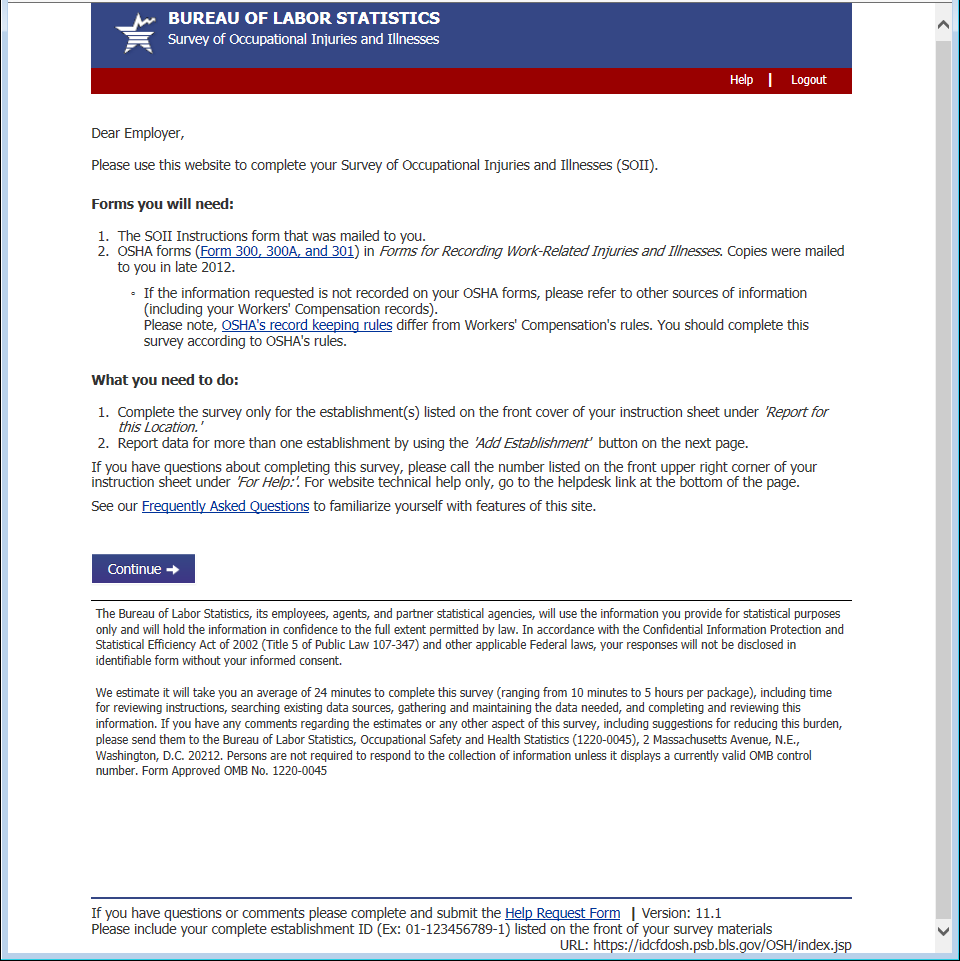 BUREAU OF LABOR STATISTICS
Survey of Occupational Injuries and Illnesses
Help | Logout
Dear Employer,
Please use this website to complete your Survey of Occupational Injuries and Illnesses (SOII).
Forms you will need:
1. The SOII Instructions form that was mailed to you.
2. OSHA forms (Form 300, 300A, and 301) in Forms for Recording Work-Related Injuries and Illnesses. Copies were mailed
to you in late 2012.
◦ If the information requested is not recorded on your OSHA forms, please refer to other sources of information
(including your Workers' Compensation records).
Please note, OSHA's record keeping rules differ from Workers' Compensation's rules. You should complete this
survey according to OSHA's rules.
What you need to do:
1. Complete the survey only for the establishment(s) listed on the front cover of your instruction sheet under 'Report for
this Location.'
2. Report data for more than one establishment by using the 'Add Establishment' button on the next page.
If you have questions about completing this survey, please call the number listed on the front upper right corner of your
instruction sheet under 'For Help:'. For website technical help only, go to the helpdesk link at the bottom of the page.
See our Frequently Asked Questions to familiarize yourself with features of this site.
Continue ➔
The Bureau of Labor Statistics, its employees, agents, and partner statistical agencies, will use the information you provide for statistical purposes
only and will hold the information in confidence to the full extent permitted by law. In accordance with the Confidential Information Protection and
Statistical Efficiency Act of 2002 (Title 5 of Public Law 107-347) and other applicable Federal laws, your responses will not be disclosed in
identifiable form without your informed consent.
We estimate it will take you an average of 24 minutes to complete this survey (ranging from 10 minutes to 5 hours per package), including time
for reviewing instructions, searching existing data sources, gathering and maintaining the data needed, and completing and reviewing this
information. If you have any comments regarding the estimates or any other aspect of this survey, including suggestions for reducing this burden,
please send them to the Bureau of Labor Statistics, Occupational Safety and Health Statistics (1220-0045), 2 Massachusetts Avenue, N.E.,
Washington, D.C. 20212. Persons are not required to respond to the collection of information unless it displays a currently valid OMB control
number. Form Approved OMB No. 1220-0045
If you have questions or comments please complete and submit the Help Request Form | Version: 11.1
Please include your complete establishment ID (Ex: 01-123456789-1) listed on the front of your survey materials
URL: https://idcfdosh.psb.bls.gov/OSH/index.jsp